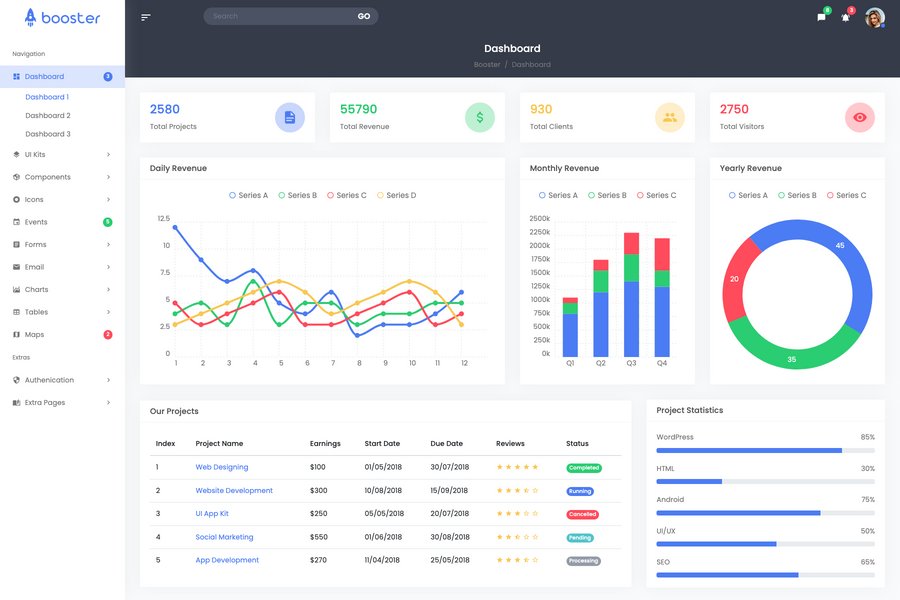 booster
Search GO
8 3
Dashboard
Booster / Dashboard
Navigation
Dashboard 3
Dashboard 1
Dashboard 2
Dashboard 3
UI Kits
Components
Icons
Events 5
Forms
Email
Charts
Tables
Maps 2
Extras
Authenication
Extra Pages
2580
Total Projects
55790
Total Revenue
$
930
Total Clients
2750
Total Visitors
Daily Revenue
Series A Series B Series C Series D
12.5
10
7.5
5
2.5
0
1 2 3 4 5 6 7 8 9 10 11 12
Monthly Revenue
Series A Series B Series C
2500k
2250k
2000k
1750k
1500k
1250k
1000k
750k
500k
250k
0k
Q1 Q2 Q3 Q4
Yearly Revenue
Series A Series B Series C
45
20
35
Our Projects
Index Project Name Earnings Start Date Due Date Reviews Status
1 Web Designing $100 01/05/2018 30/07/2018 Completed
2 Website Development $300 10/08/2018 15/09/2018 Running
3 UI App Kit $250 05/05/2018 20/07/2018 Cancelled
4 Social Marketing $550 01/06/2018 30/08/2018 Pending
5 App Development $270 11/04/2018 25/05/2018 Processing
Project Statistics
WordPress 85%
HTML 30%
Android 75%
UI/UX 50%
SEO 65%